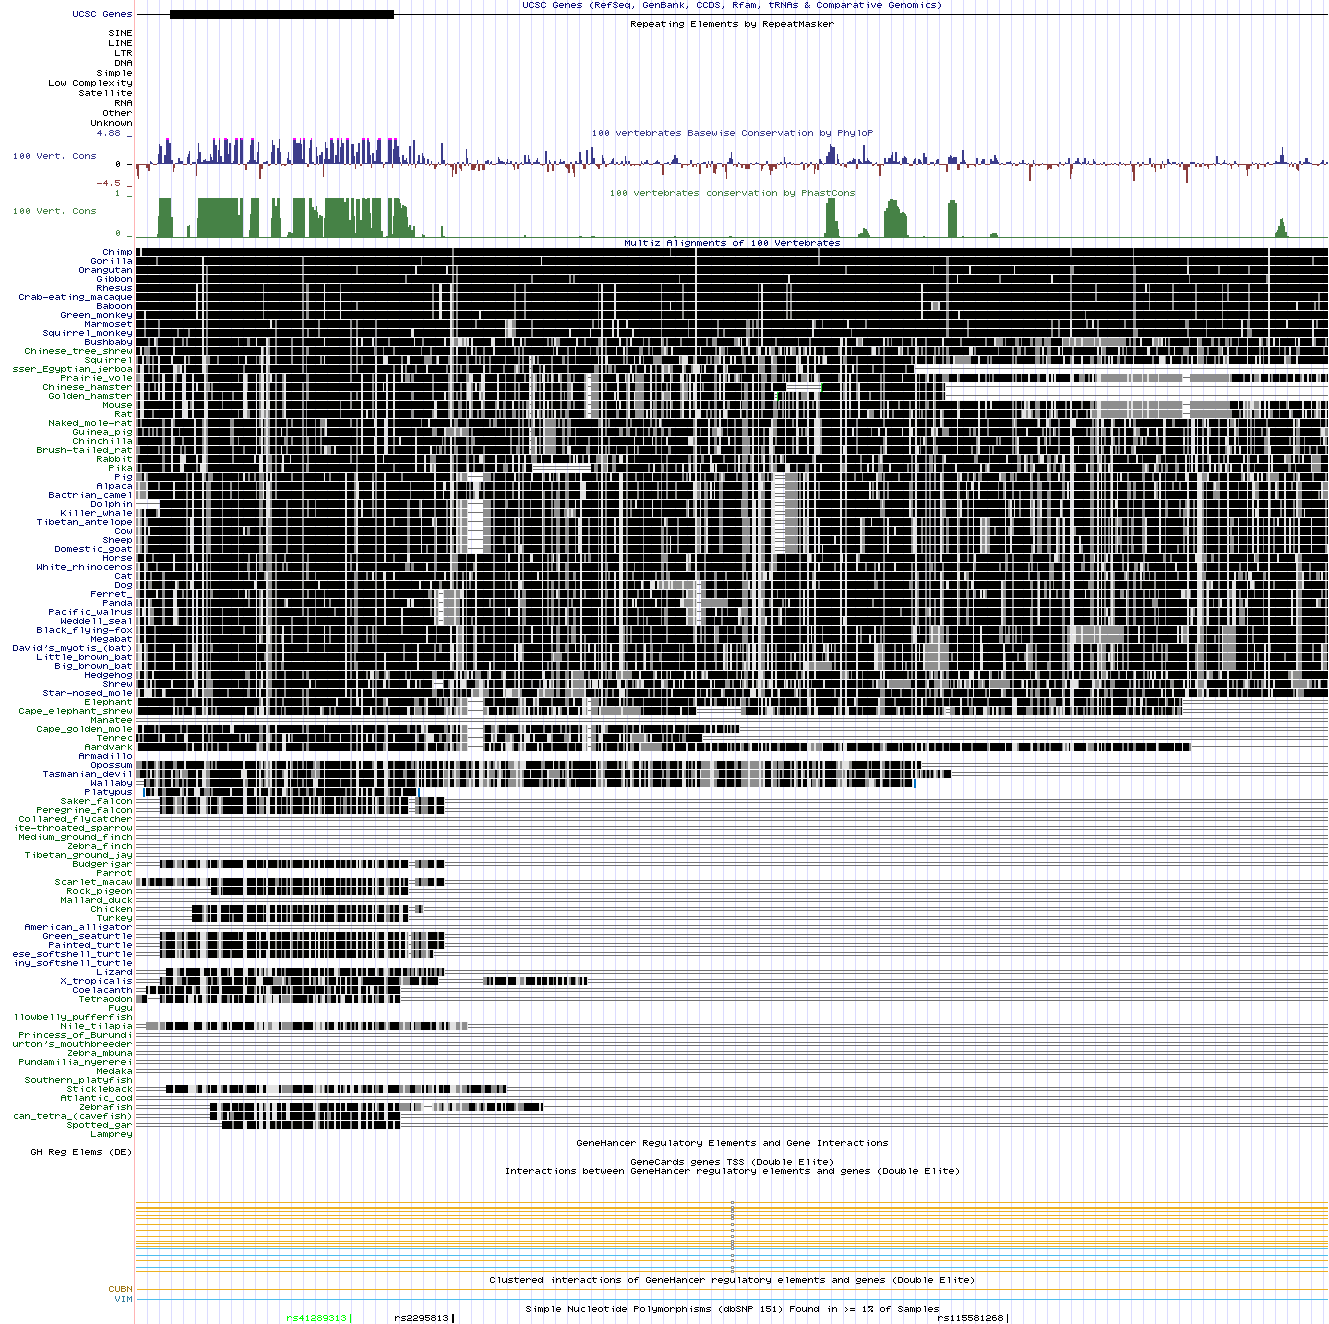 UCSC Genes (RefSeq, GenBank, CCDS, Rfam, tRNAs & Comparative Genomics)
UCSC Genes
Repeating Elements by RepeatMasker
SINE
LINE
LTR
DNA
Simple
Low Complexity
Satellite
RNA
Other
Unknown
4.88 _
100 vertebrates Basewise Conservation by PhyloP
100 Vert. Cons
0 -
-4.5 _
100 vertebrates conservation by PhastCons
1 _
100 Vert. Cons
0 _
Multiz Alignments of 100 Vertebrates
Chimp
Gorilla
Orangutan
Gibbon
Rhesus
Crab-eating_macaque
Baboon
Green_monkey
Marmoset
Squirrel_monkey
Bushbaby
Chinese_tree_shrew
Squirrel
sser_Egyptian_jerboa
Prairie_vole
Chinese_hamster
Golden_hamster
Mouse
Rat
Naked_mole-rat
Guinea_pig
Chinchilla
Brush-tailed_rat
Rabbit
Pika
Pig
Alpaca
Bactrian_camel
Dolphin
Killer_whale
Tibetan_antelope
Cow
Sheep
Domestic_goat
Horse
White_rhinoceros
Cat
Dog
Ferret_
Panda
Pacific_walrus
Weddell_seal
Black_flying-fox
Megabat
David's_myotis_(bat)
Little_brown_bat
Big_brown_bat
Hedgehog
Shrew
Star-nosed_mole
Elephant
Cape_elephant_shrew
Manatee
Cape_golden_mole
Tenrec
Aardvark
Armadillo
Opossum
Tasmanian_devil
Wallaby
Platypus
Saker_falcon
Peregrine_falcon
Collared_flycatcher
ite-throated_sparrow
Medium_ground_finch
Zebra_finch
Tibetan_ground_jay
Budgerigar
Parrot
Scarlet_macaw
Rock_pigeon
Mallard_duck
Chicken
Turkey
American_alligator
Green_seaturtle
Painted_turtle
ese_softshell_turtle
iny_softshell_turtle
Lizard
X_tropicalis
Coelacanth
Tetraodon
Fugu
llowbelly_pufferfish
Nile_tilapia
Princess_of_Burundi
urton's_mouthbreeder
Zebra_mbuna
Pundamilia_nyererei
Medaka
Southern_platyfish
Stickleback
Atlantic_cod
Zebrafish
can_tetra_(cavefish)
Spotted_gar
Lamprey
GeneHancer Regulatory Elements and Gene Interactions
GH Reg Elems (DE)
GeneCards genes TSS (Double Elite)
Interactions between GeneHancer regulatory elements and genes (Double Elite)
Clustered interactions of GeneHancer regulatory elements and genes (Double Elite)
CUBN
VIM
Simple Nucleotide Polymorphisms (dbSNP 151) Found in >= 1% of Samples
rs41289313 rs2295813 rs115581268